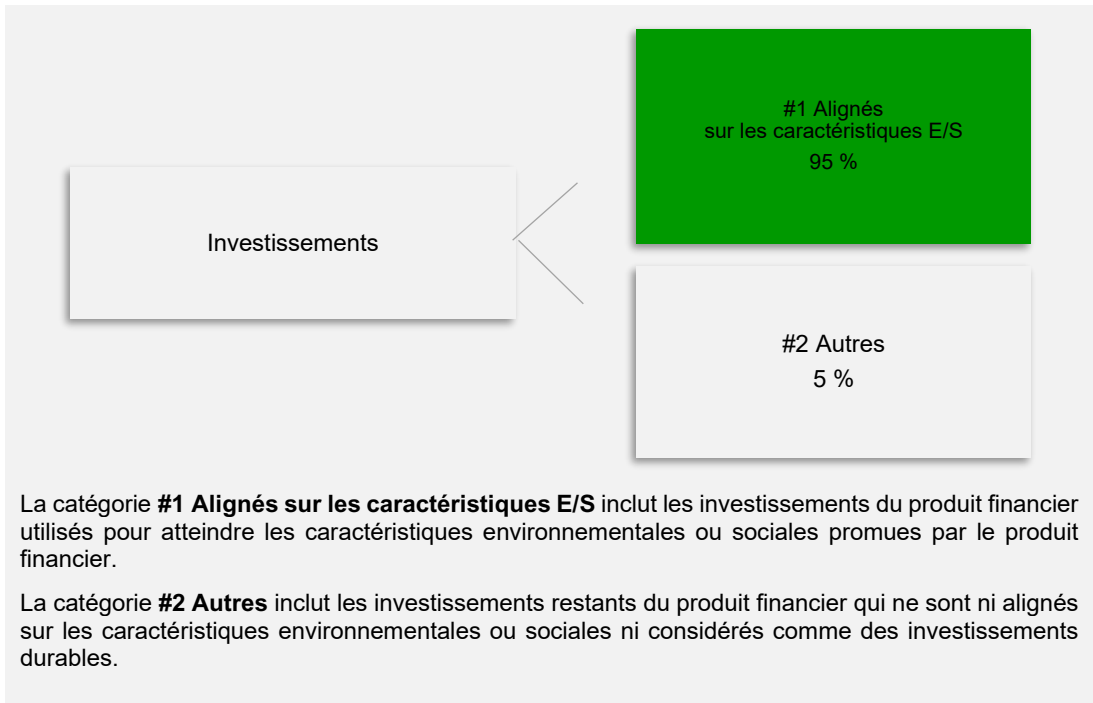 #1 Alignés
sur les caractéristiques E/S
95 %
Investissements
#2 Autres
5 %
La catégorie #1 Alignés sur les caractéristiques E/S inclut les investissements du produit financier
utilisés pour atteindre les caractéristiques environnementales ou sociales promues par le produit
financier.
La catégorie #2 Autres inclut les investissements restants du produit financier qui ne sont ni alignés
sur les caractéristiques environnementales ou sociales ni considérés comme des investissements
durables.